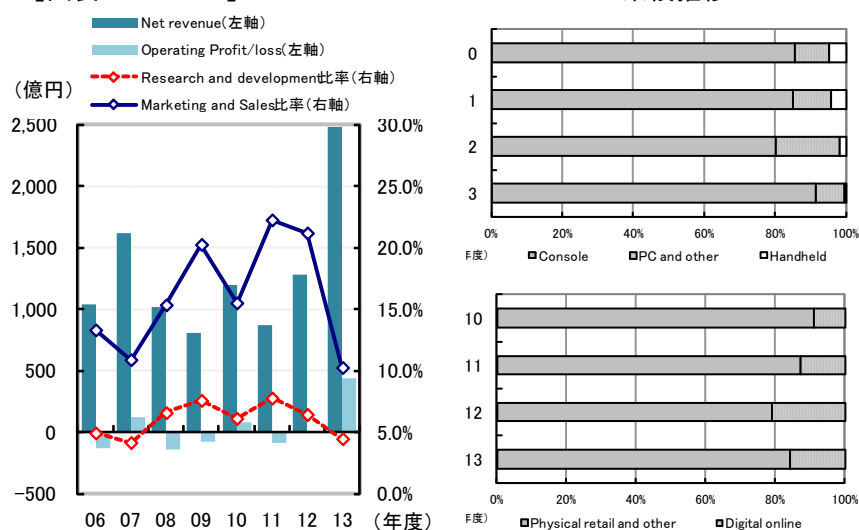 Net revenue(左軸)
Operating Profit/loss(左軸)
Research and development比率(右軸)
Marketing and Sales比率(右軸)
(億円)
2,500
2,000
1,500
1,000
500
0
-500
30.0%
25.0%
20.0%
15.0%
10.0%
5.0%
0.0%
06 07 08 09 10 11 12 13 (年度)
0
1
2
3
0% 20% 40% 60% 80% 100%
年度)
Console PC and other Handheld
10
11
12
13
0% 20% 40% 60% 80% 100%
年度)
Physical retail and other Digital online